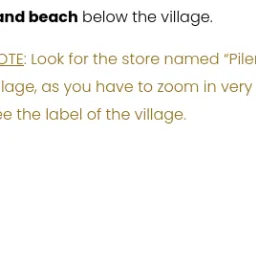 and beach below the village.
OTE: Look for the store named “Piler
llage, as you have to zoom in very
ee the label of the village.